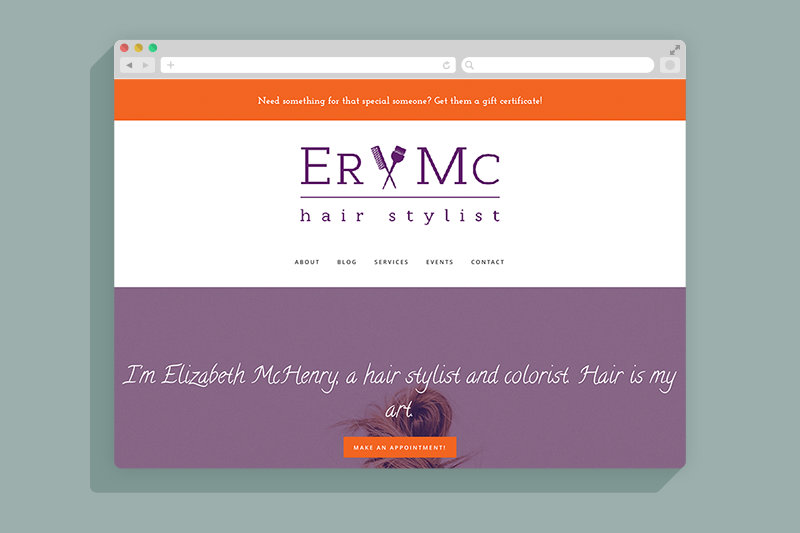 Need something for that special someone? Get them a gift certificate!
Er Mc
hair stylist
ABOUT BLOG SERVICES EVENTS CONTACT
I'm Elizabeth McHenry, a hair stylist and colorist. Hair is my
art.
MAKE AN APPOINTMENT!